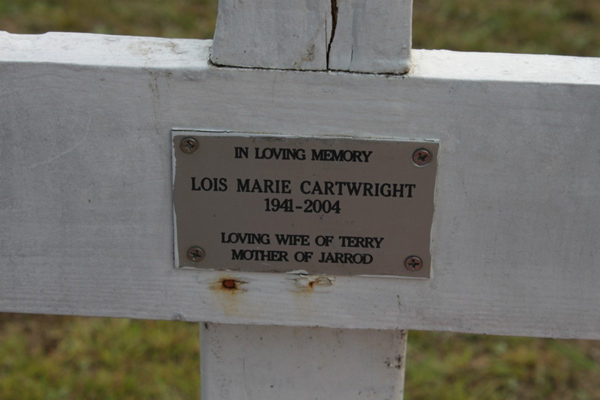 IN LOVING MEMORY
LOIS MARIE CARTWRIGHT
1941-2004
LOVING WIFE OF TERRY
MOTHER OF JARROD